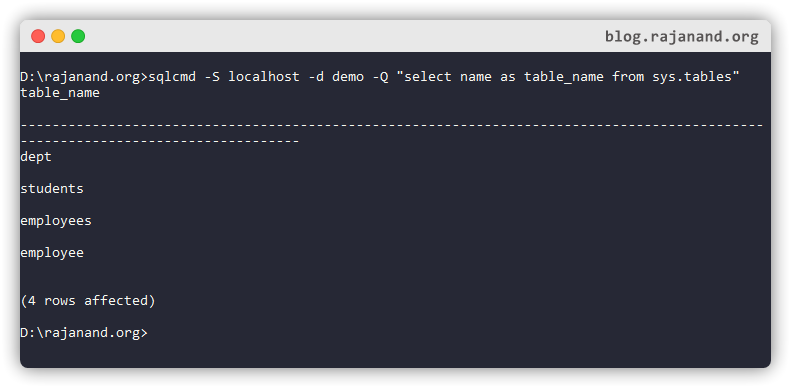 blog.rajanand.org
D:\rajanand.org>sqlcmd -S localhost -d demo -Q "select name as table_name from sys.tables"
table_name
---------------------------------------------------------------------------------------------
-----------------------------------
dept
students
employees
employee
(4 rows affected)
D:\rajanand.org>